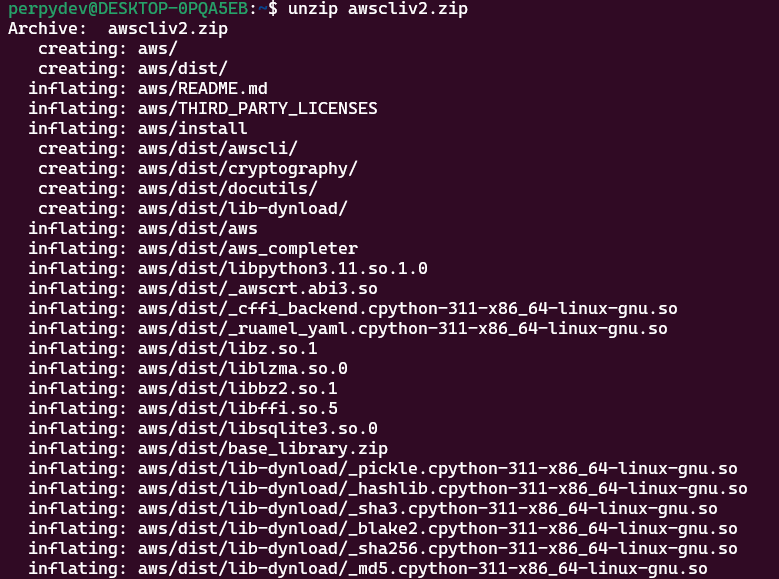 perpydev@DESKTOP-0PQA5EB:~$ unzip awscliv2.zip
Archive:  awscliv2.zip
   creating: aws/
   creating: aws/dist/
  inflating: aws/README.md
  inflating: aws/THIRD_PARTY_LICENSES
  inflating: aws/install
   creating: aws/dist/awscli/
   creating: aws/dist/cryptography/
   creating: aws/dist/docutils/
   creating: aws/dist/lib-dynload/
  inflating: aws/dist/aws
  inflating: aws/dist/aws_completer
  inflating: aws/dist/libpython3.11.so.1.0
  inflating: aws/dist/_awscrt.abi3.so
  inflating: aws/dist/_cffi_backend.cpython-311-x86_64-linux-gnu.so
  inflating: aws/dist/_ruamel_yaml.cpython-311-x86_64-linux-gnu.so
  inflating: aws/dist/libz.so.1
  inflating: aws/dist/liblzma.so.0
  inflating: aws/dist/libbz2.so.1
  inflating: aws/dist/libffi.so.5
  inflating: aws/dist/libsqlite3.so.0
  inflating: aws/dist/base_library.zip
  inflating: aws/dist/lib-dynload/_pickle.cpython-311-x86_64-linux-gnu.so
  inflating: aws/dist/lib-dynload/_hashlib.cpython-311-x86_64-linux-gnu.so
  inflating: aws/dist/lib-dynload/_sha3.cpython-311-x86_64-linux-gnu.so
  inflating: aws/dist/lib-dynload/_blake2.cpython-311-x86_64-linux-gnu.so
  inflating: aws/dist/lib-dynload/_sha256.cpython-311-x86_64-linux-gnu.so
  inflating: aws/dist/lib-dynload/_md5.cpython-311-x86_64-linux-gnu.so